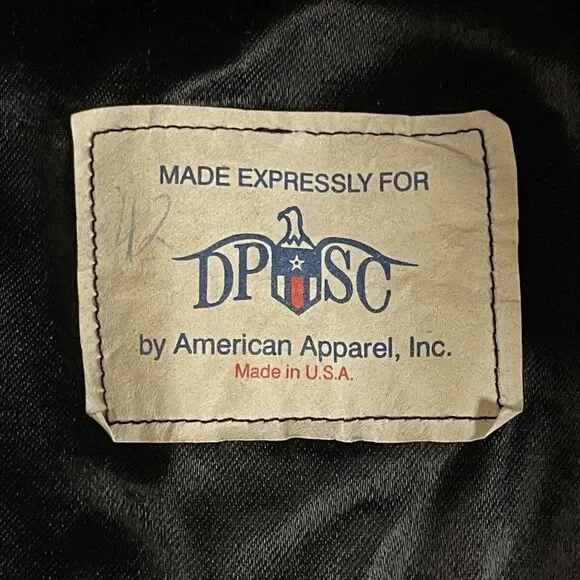 MADE EXPRESSLY FOR
42
DPSC
by American Apparel, Inc.
Made in U.S.A.